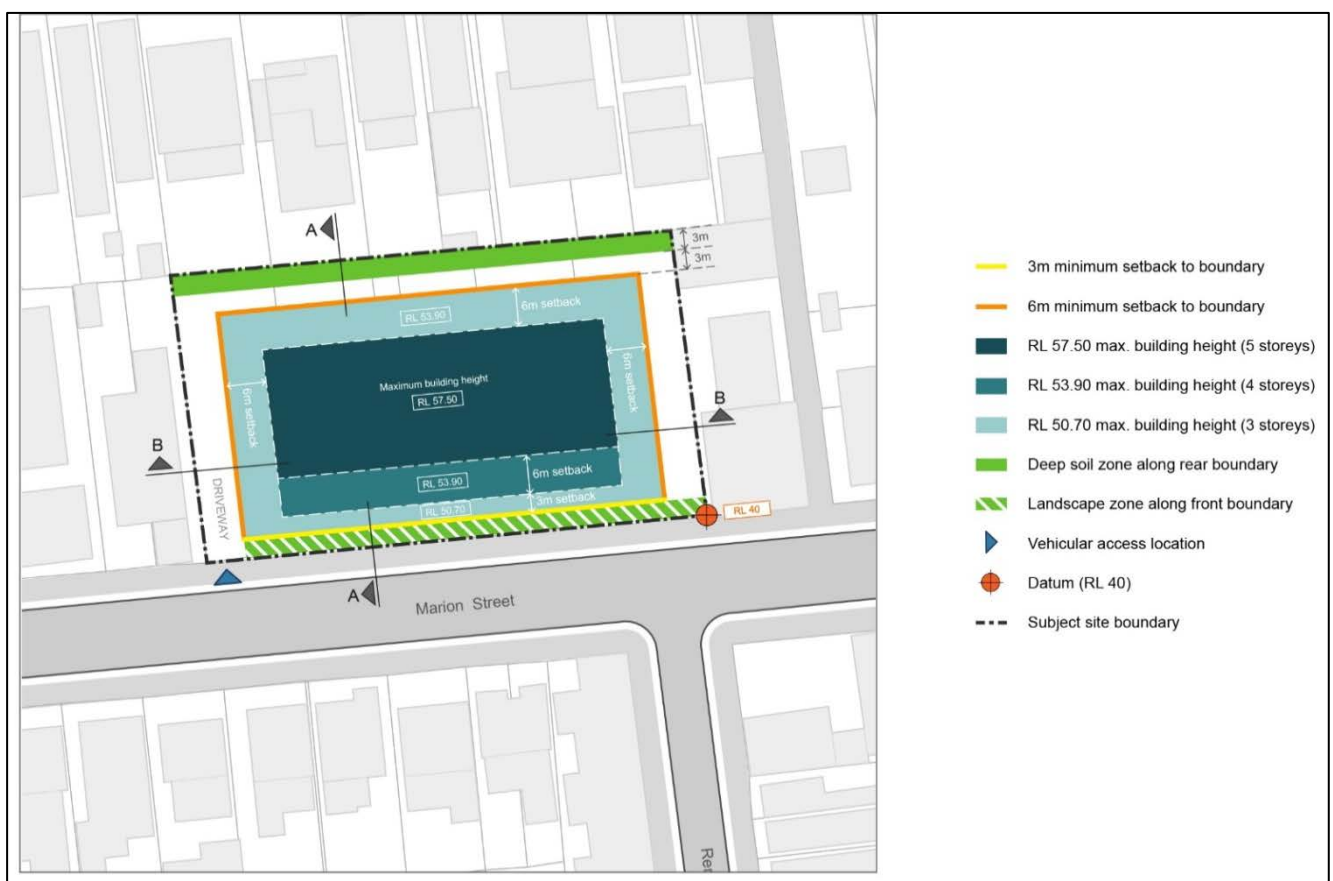 A
3m
3m
RL 53.90
6m setback
Maximum building height
RL 57.50
6m setback
6m setback
B
B
DRIVEWAY
RL 53.90
6m setback
RL 50.70
3m setback
RL 40
A
Marion Street
3m minimum setback to boundary
6m minimum setback to boundary
RL 57.50 max. building height (5 storeys)
RL 53.90 max. building height (4 storeys)
RL 50.70 max. building height (3 storeys)
Deep soil zone along rear boundary
Landscape zone along front boundary
Vehicular access location
Datum (RL 40)
Subject site boundary